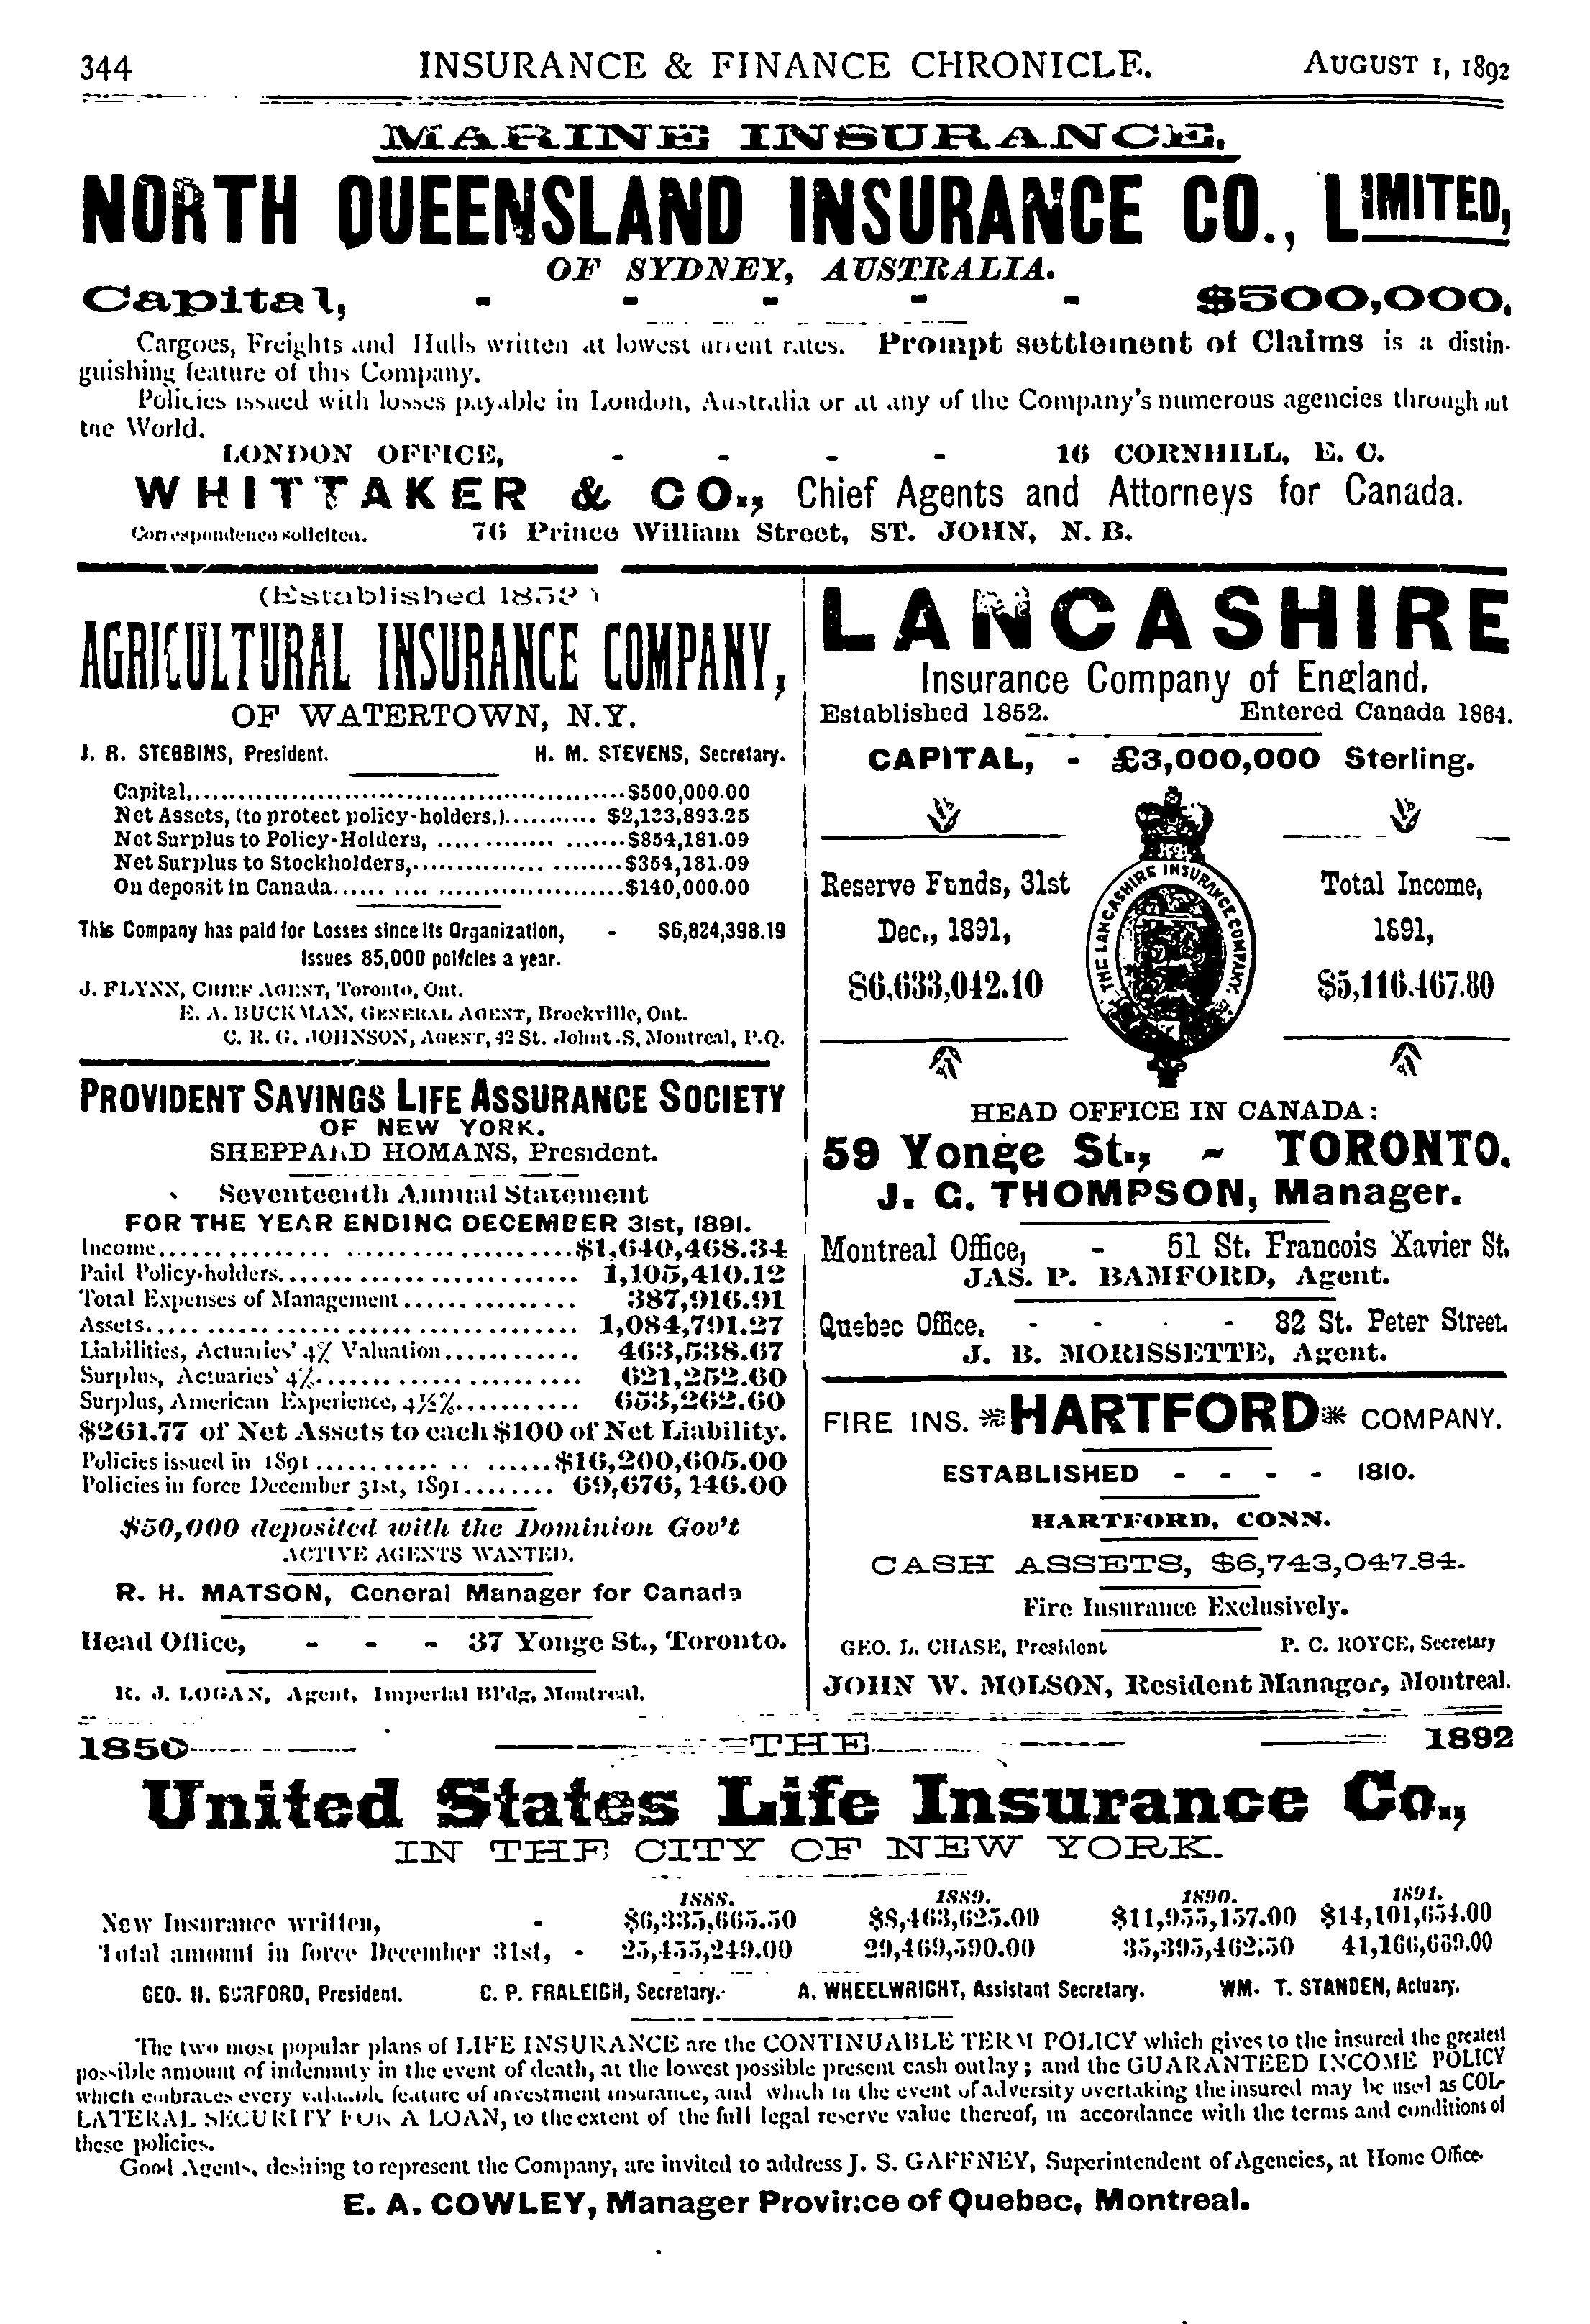 344 INSURANCE & FINANCE CHRONICLE. AUGUST 1, 1892
MARINE INSURANCE.
NORTH QUEENSLAND INSURANCE CO., LIMITED,
OF SYDNEY, AUSTRALIA.
Capital, - - - - - $500,000.
Cargoes, Freights and Hulls written at lowest current rates. Prompt settlement of Claims is a distin-
guishing feature of this Company.
Policies issued with losses payable in London, Australia or at any of the Company's numerous agencies throughout
the World.
LONDON OFFICE, - - - - 16 CORNHILL, E. C.
WHITTAKER & CO., Chief Agents and Attorneys for Canada.
Correspondence solicited. 76 Prince William Street, ST. JOHN, N. B.
(Established 1852)
AGRICULTURAL INSURANCE COMPANY,
OF WATERTOWN, N.Y.
J. R. STEBBINS, President. H. M. STEVENS, Secretary.
Capital, $500,000.00
Net Assets, (to protect policy-holders,) $2,133,893.25
Net Surplus to Policy-Holders, $854,181.09
Net Surplus to Stockholders, $354,181.09
On deposit in Canada $140,000.00
This Company has paid for Losses since its Organization, - $6,824,398.19
Issues 85,000 policies a year.
J. FLYNN, CHIEF AGENT, Toronto, Ont.
E. A. BUCKMAN, GENERAL AGENT, Brockville, Ont.
C. R. G. JOHNSON, AGENT, 42 St. John St., Montreal, P.Q.
PROVIDENT SAVINGS LIFE ASSURANCE SOCIETY
OF NEW YORK.
SHEPPARD HOMANS, President.
Seventeenth Annual Statement
FOR THE YEAR ENDING DECEMBER 31st, 1891.
Income $1,640,468.34
Paid Policy-holders 1,105,410.12
Total Expenses of Management 387,916.91
Assets 1,084,791.27
Liabilities, Actuaries' 4% Valuation 463,538.67
Surplus, Actuaries' 4% 621,252.60
Surplus, American Experience, 4½% 653,262.60
$261.77 of Net Assets to each $100 of Net Liability.
Policies issued in 1891 $16,200,605.00
Policies in force December 31st, 1891 69,676,146.00
$50,000 deposited with the Dominion Gov't
ACTIVE AGENTS WANTED.
R. H. MATSON, General Manager for Canada
Head Office, - - - 37 Yonge St., Toronto.
R. J. LOGAN, Agent, Imperial Bl'dg, Montreal.
LANCASHIRE
Insurance Company of England.
Established 1852. Entered Canada 1864.
CAPITAL, - £3,000,000 Sterling.
Reserve Funds, 31st
Dec., 1891,
$6,633,042.10
THE LANCASHIRE INSURANCE COMPANY.
Total Income,
1891,
$5,116,467.80
HEAD OFFICE IN CANADA:
59 Yonge St., - TORONTO.
J. G. THOMPSON, Manager.
Montreal Office, - 51 St. Francois Xavier St.
JAS. P. BAMFORD, Agent.
Quebec Office. - - - - 82 St. Peter Street.
J. B. MORISSETTE, Agent.
FIRE INS. HARTFORD COMPANY.
ESTABLISHED - - - - 1810.
HARTFORD, CONN.
CASH ASSETS, $6,743,047.84.
Fire Insurance Exclusively.
GEO. L. CHASE, President P. C. ROYCE, Secretary
JOHN W. MOLSON, Resident Manager, Montreal.
1850 THE 1892
United States Life Insurance Co.,
IN THE CITY OF NEW YORK.
1888. 1889. 1890. 1891.
New Insurance written, - $6,335,665.50 $8,463,625.00 $11,955,157.00 $14,101,654.00
Total amount in force December 31st, - 25,455,249.00 29,469,590.00 35,395,462.50 41,166,669.00
GEO. H. BURFORD, President. C. P. FRALEIGH, Secretary. A. WHEELWRIGHT, Assistant Secretary. WM. T. STANDEN, Actuary.
The two most popular plans of LIFE INSURANCE are the CONTINUABLE TERM POLICY which gives to the insured the greatest
possible amount of indemnity in the event of death, at the lowest possible present cash outlay; and the GUARANTEED INCOME POLICY
which embraces every valuable feature of investment insurance, and which in the event of adversity overtaking the insured may be used as COL-
LATERAL SECURITY FOR A LOAN, to the extent of the full legal reserve value thereof, in accordance with the terms and conditions of
these policies.
Good Agents, desiring to represent the Company, are invited to address J. S. GAFFNEY, Superintendent of Agencies, at Home Office.
E. A. COWLEY, Manager Province of Quebec, Montreal.